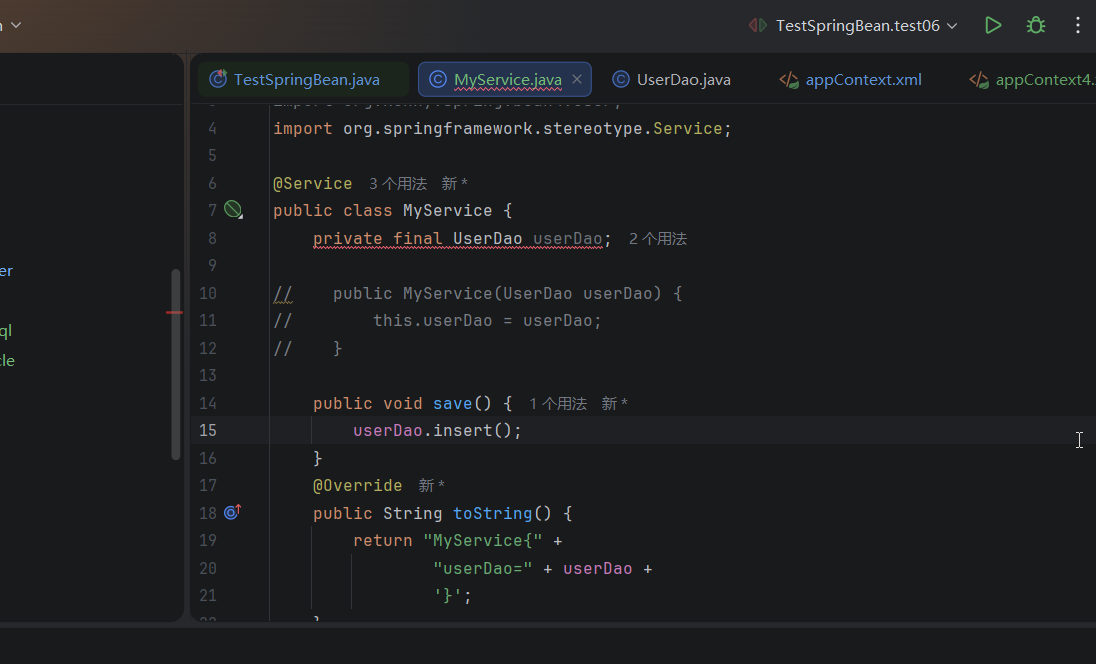 TestSpringBean.test06
TestSpringBean.java MyService.java UserDao.java appContext.xml appContext4.
4 import org.springframework.stereotype.Service;
5
6 @Service 3 个用法 新 *
7 public class MyService {
8 private final UserDao userDao; 2 个用法
9
10 // public MyService(UserDao userDao) {
11 // this.userDao = userDao;
12 // }
13
14 public void save() { 1 个用法 新 *
15 userDao.insert();
16 }
17 @Override 新 *
18 public String toString() {
19 return "MyService{" +
20 "userDao=" + userDao +
21 '}';
er
ql
cle